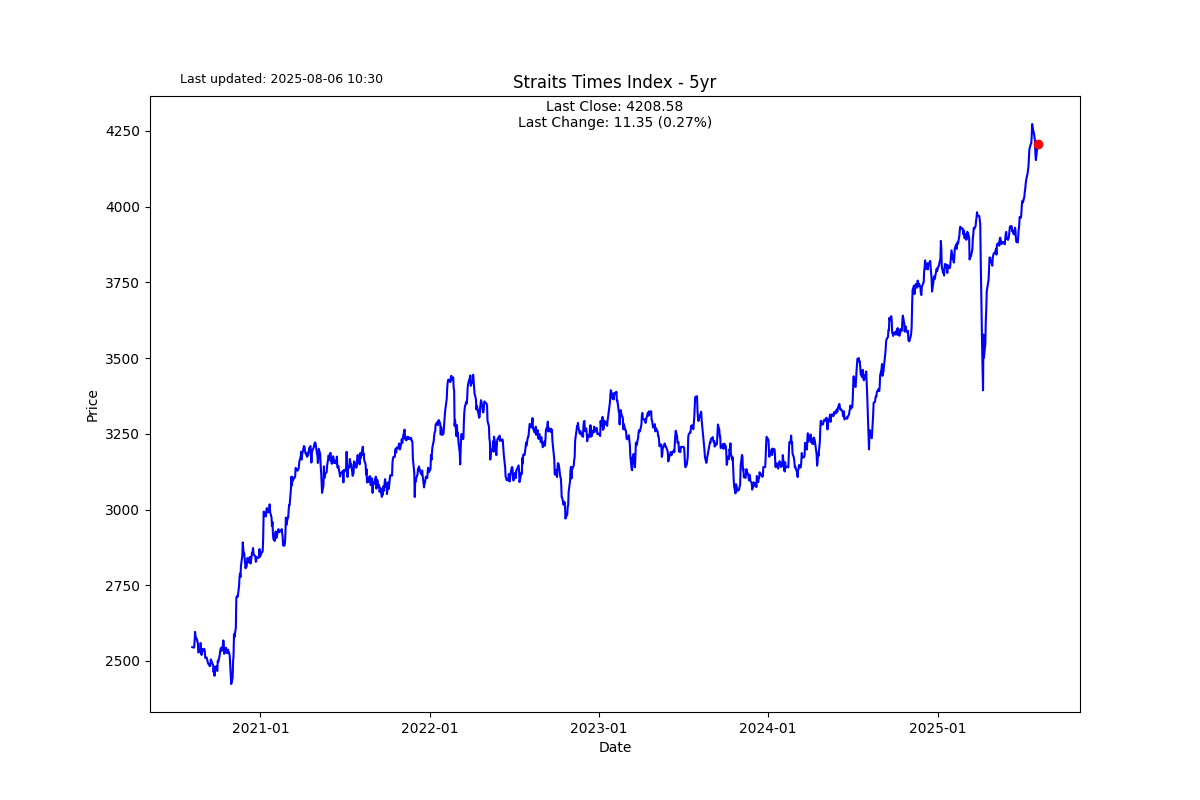 Last updated: 2025-08-06 10:30
Straits Times Index - 5yr
Last Close: 4208.58
Last Change: 11.35 (0.27%)
4250
4000
3750
3500
3250
3000
2750
2500
Price
2021-01
2022-01
2023-01
2024-01
2025-01
Date